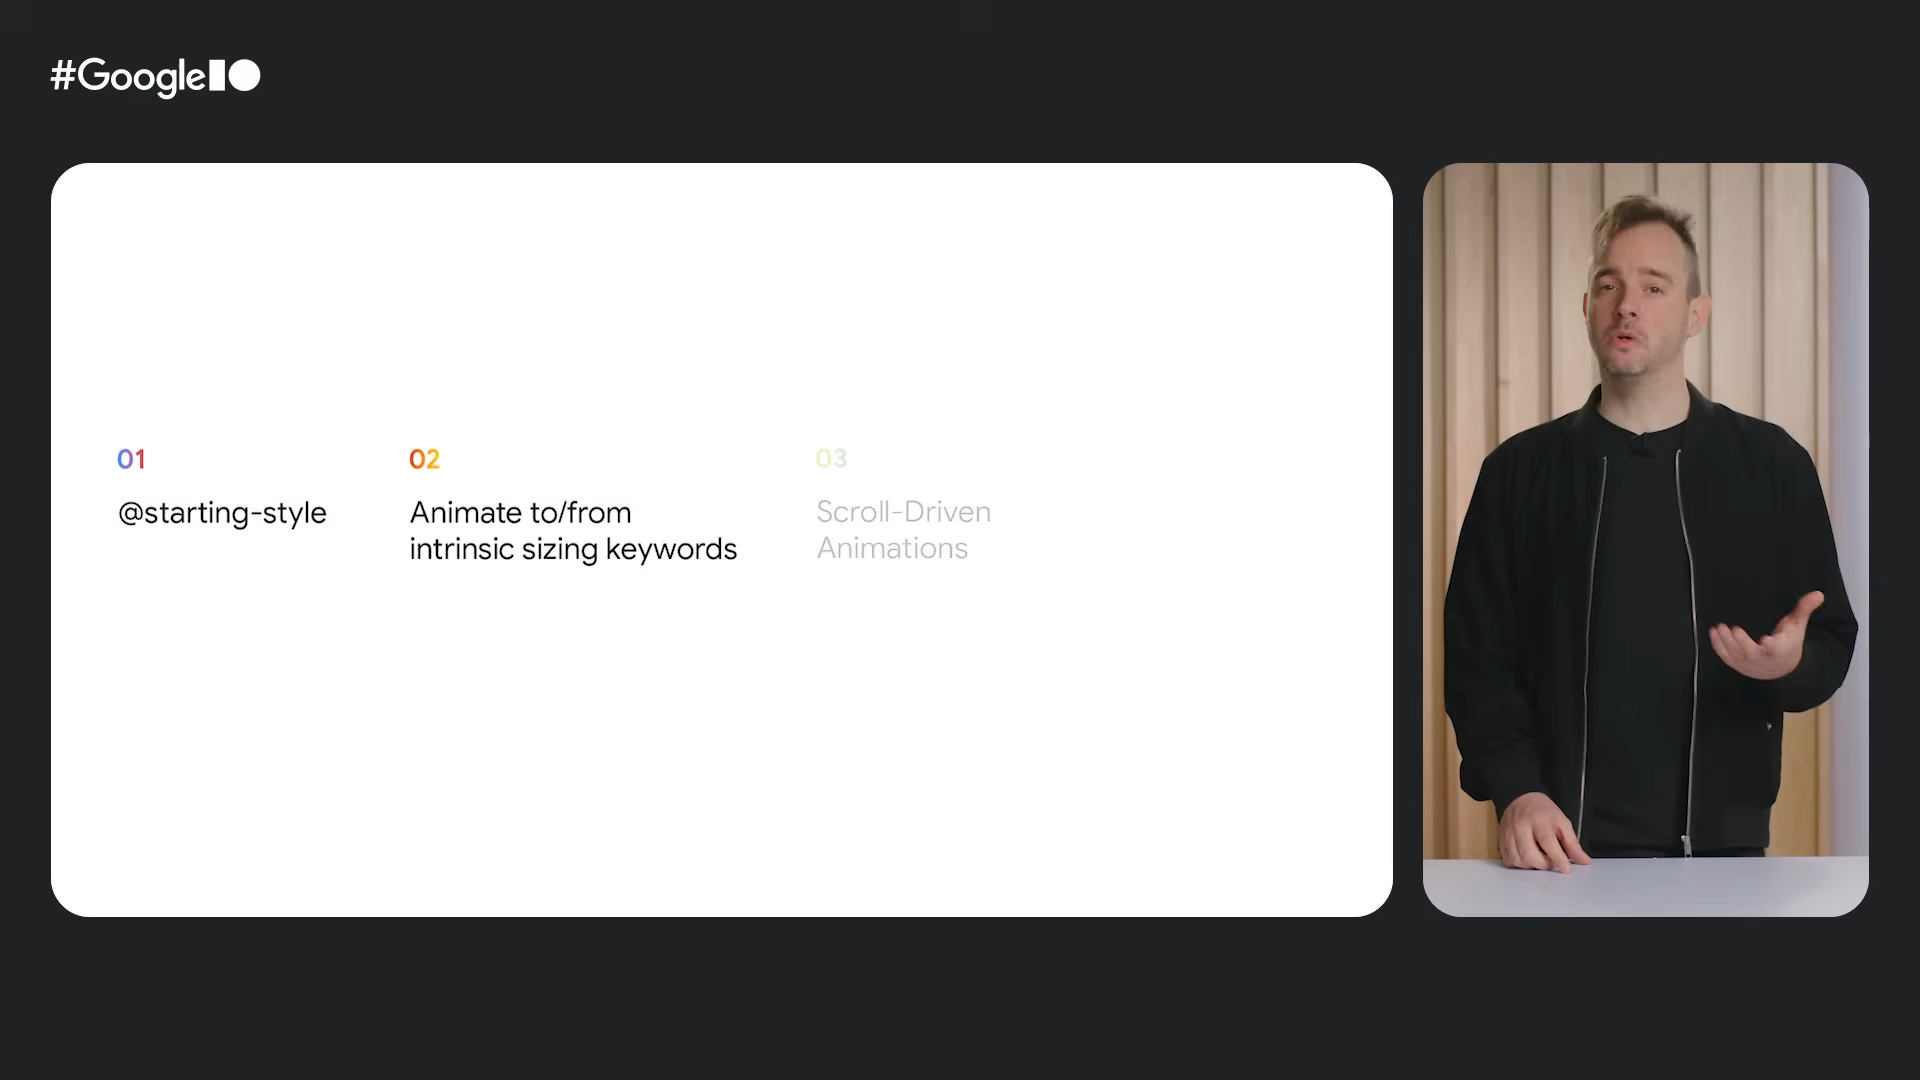 #GoogleIO
01
@starting-style
02
Animate to/from
intrinsic sizing keywords
03
Scroll-Driven
Animations